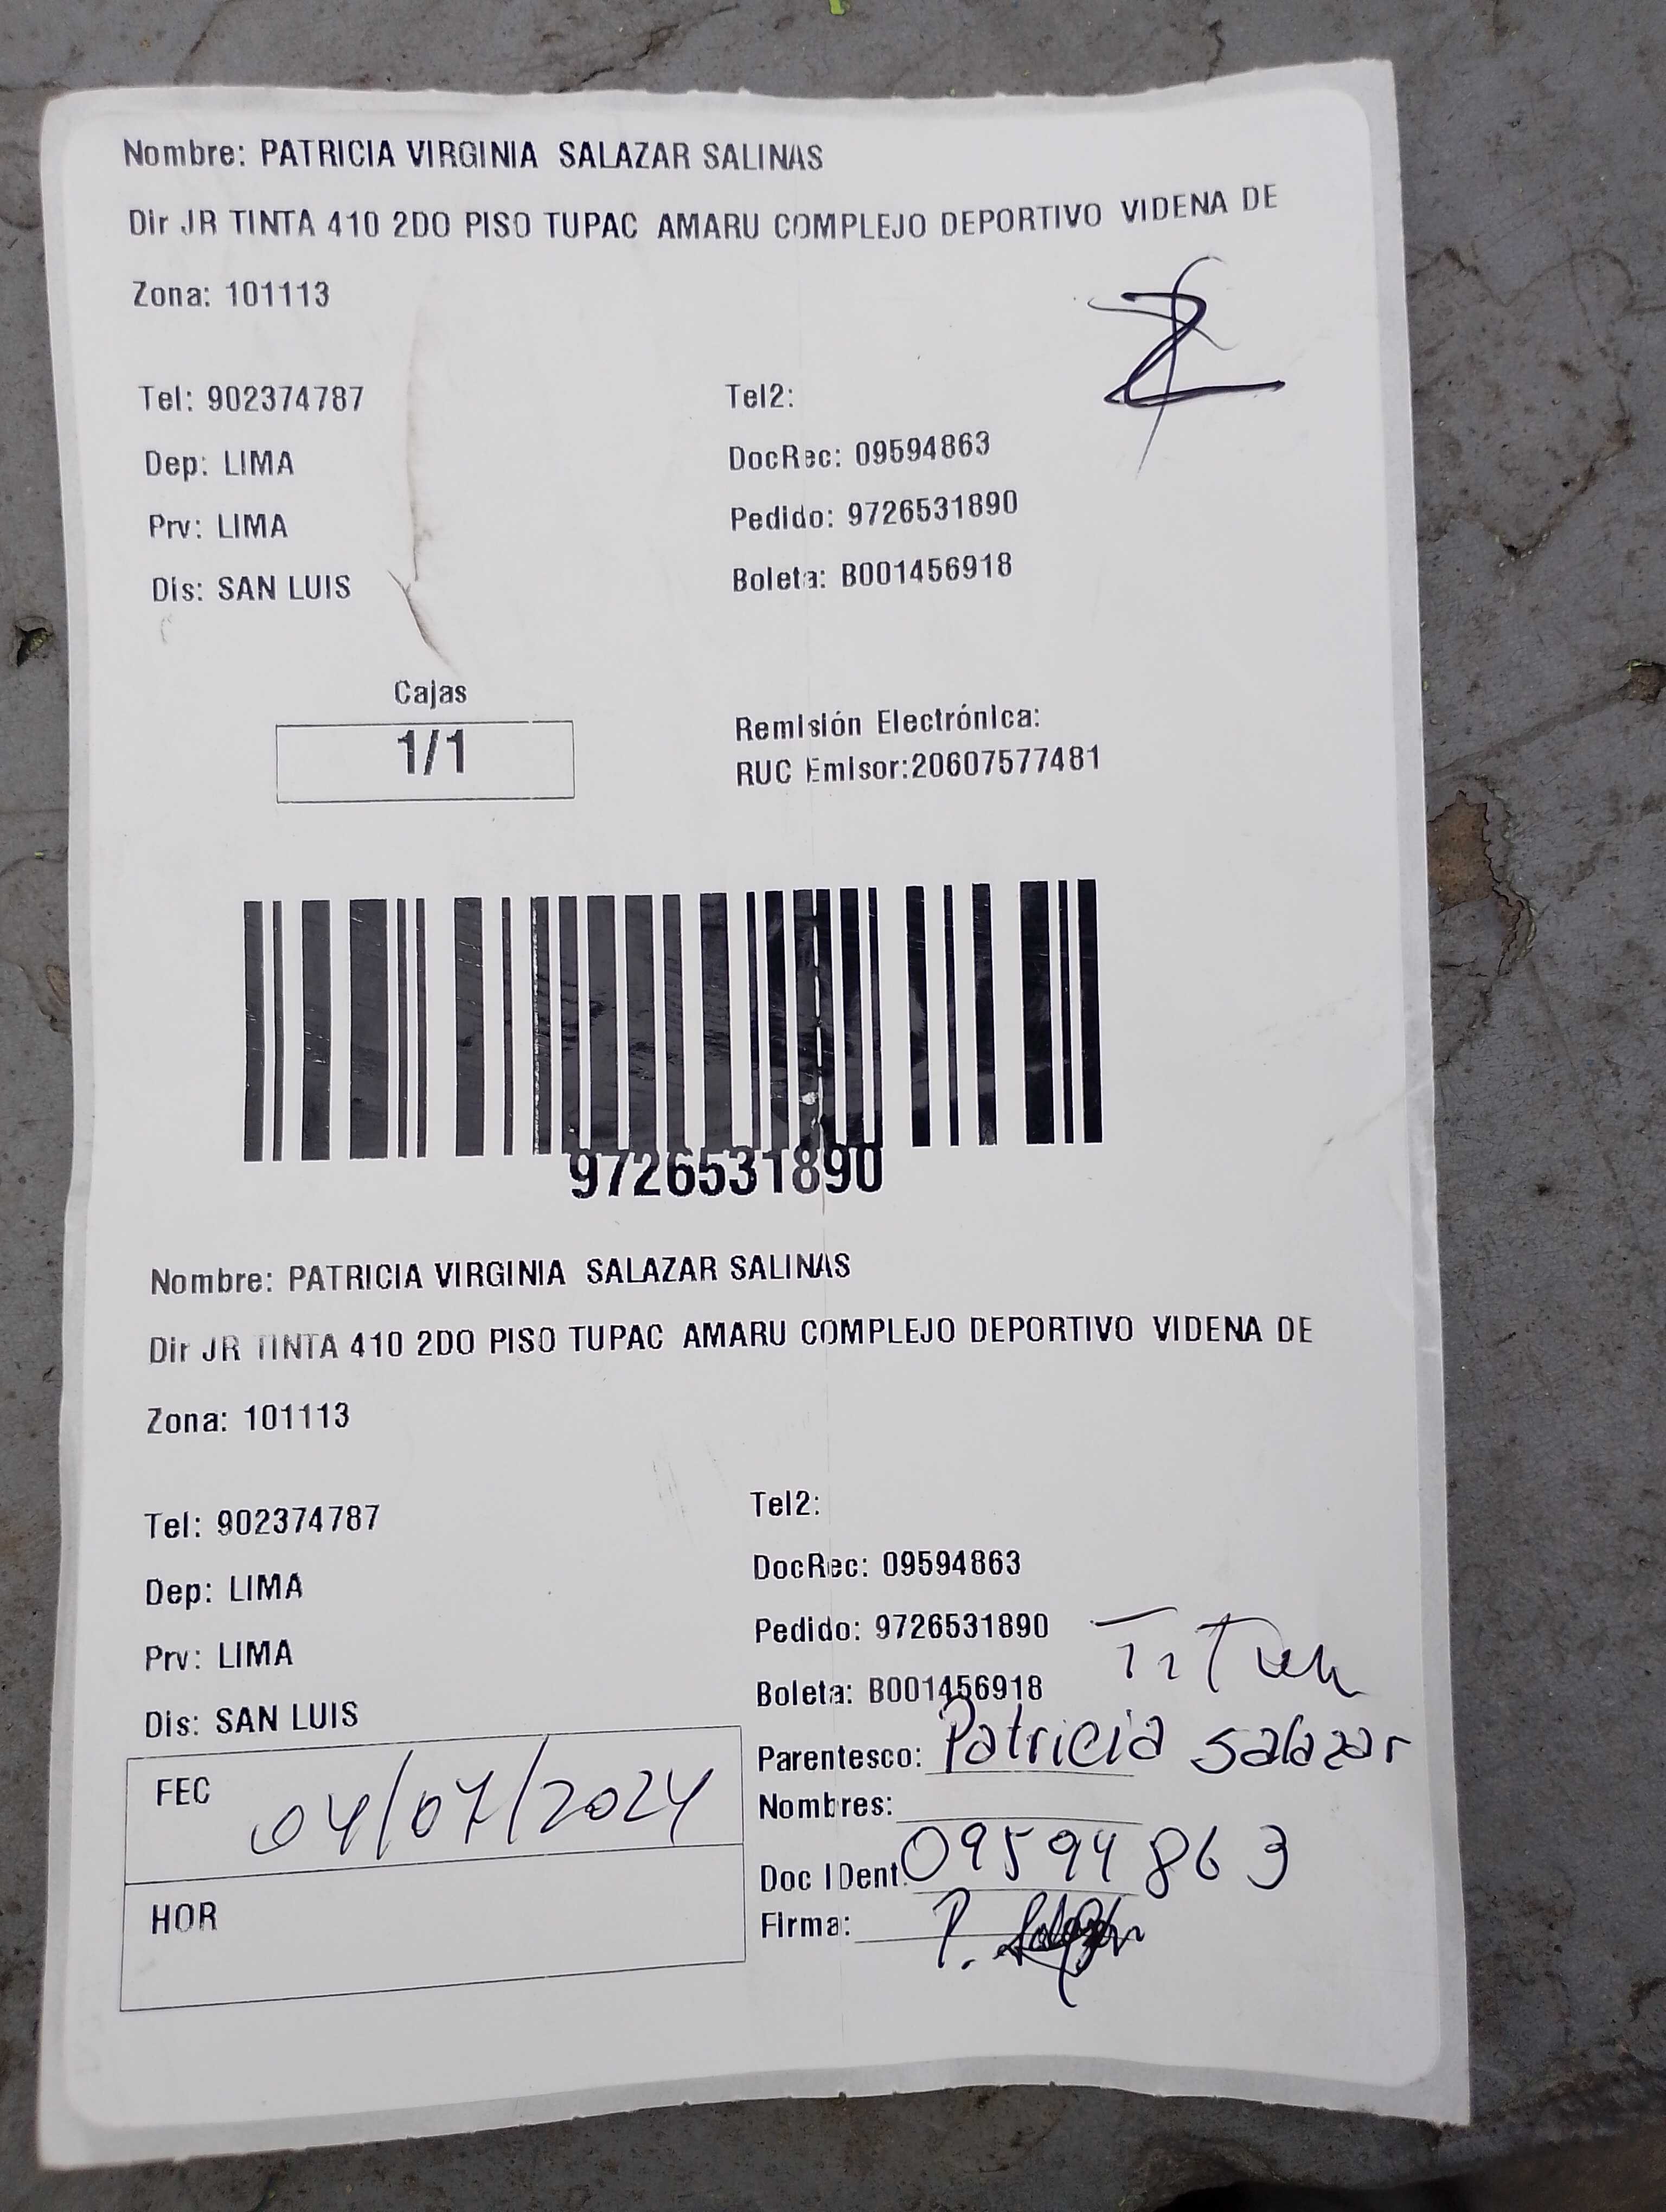 Nombre: PATRICIA VIRGINIA SALAZAR SALINAS
Dir JR TINTA 410 2DO PISO TUPAC AMARU COMPLEJO DEPORTIVO VIDENA DE
Zona: 101113
Tel: 902374787 Tel2:
Dep: LIMA DocRec: 09594863
Prv: LIMA Pedido: 9726531890
Dis: SAN LUIS Boleta: B001456918
Cajas
1/1
Remisión Electrónica:
RUC Emisor:20607577481
9726531890
Nombre: PATRICIA VIRGINIA SALAZAR SALINAS
Dir JR TINTA 410 2DO PISO TUPAC AMARU COMPLEJO DEPORTIVO VIDENA DE
Zona: 101113
Tel: 902374787 Tel2:
Dep: LIMA DocRec: 09594863
Prv: LIMA Pedido: 9726531890
Dis: SAN LUIS Boleta: B001456918
FEC 04/07/2024
HOR
Parentesco: Patricia Salazar
Nombres:
Doc IDent: 09594863
Firma: P. Salazar